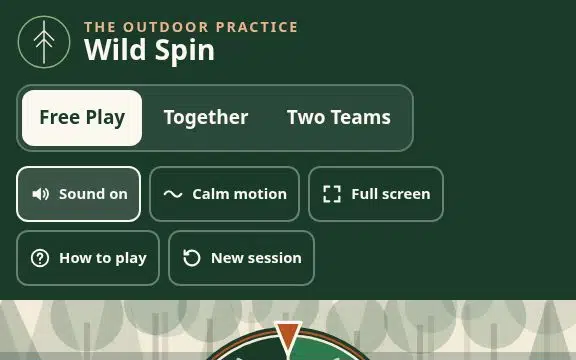 THE OUTDOOR PRACTICE
Wild Spin
Free Play Together Two Teams
Sound on Calm motion Full screen
How to play New session